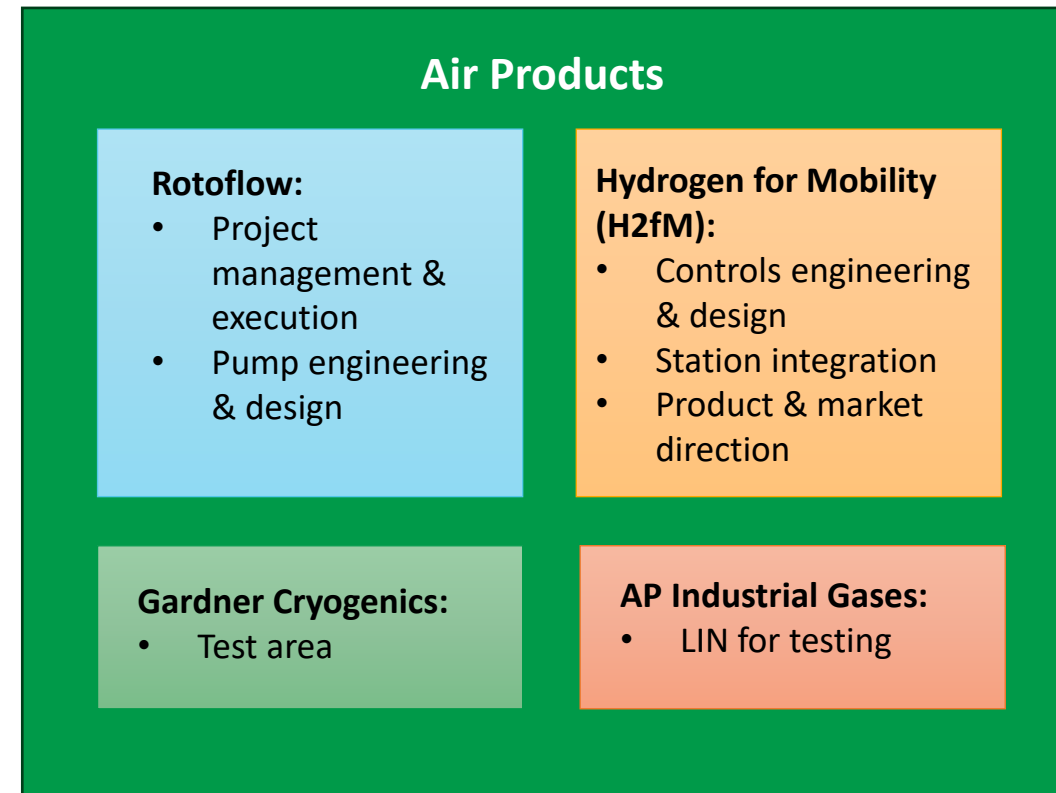 Air Products
Rotoflow:
• Project
management &
execution
• Pump engineering
& design
Hydrogen for Mobility
(H2fM):
• Controls engineering
& design
• Station integration
• Product & market
direction
Gardner Cryogenics:
• Test area
AP Industrial Gases:
• LIN for testing